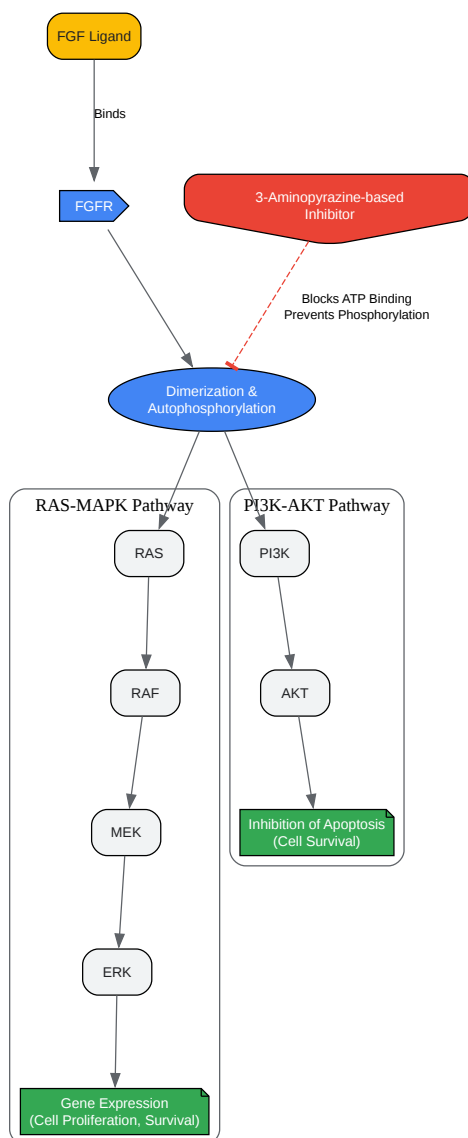 FGF Ligand
Binds
FGFR
3-Aminopyrazine-based
Inhibitor
Blocks ATP Binding
Prevents Phosphorylation
Dimerization &
Autophosphorylation
RAS-MAPK Pathway
PI3K-AKT Pathway
RAS
PI3K
RAF
AKT
MEK
Inhibition of Apoptosis
(Cell Survival)
ERK
Gene Expression
(Cell Proliferation, Survival)